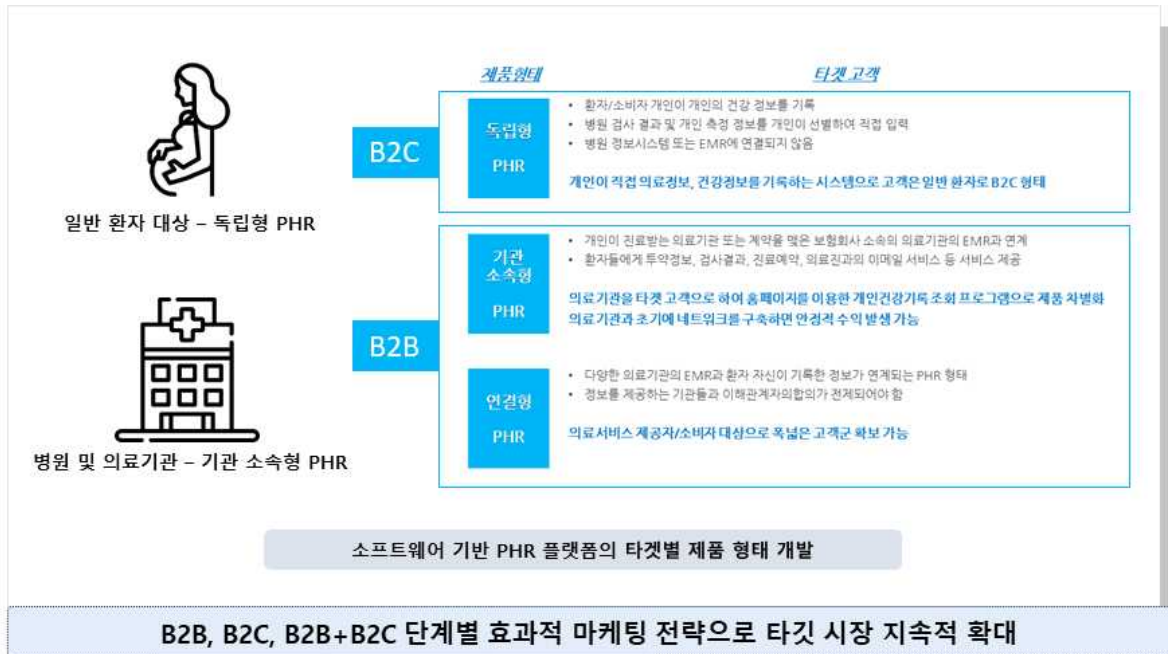 제품형태
타겟 고객
일반 환자 대상 – 독립형 PHR
B2C
독립형
PHR
• 환자/소비자 개인이 개인의 건강 정보를 기록
• 병원 검사 결과 및 개인 측정 정보를 개인이 선별하여 직접 입력
• 병원 정보시스템 또는 EMR에 연결되지 않음
개인이 직접 의료정보, 건강정보를 기록하는 시스템으로 고객은 일반 환자로 B2C 형태
병원 및 의료기관 – 기관 소속형 PHR
B2B
기관
소속형
PHR
• 개인이 진료받는 의료기관 또는 계약을 맺은 보험회사 소속의 의료기관의 EMR과 연계
• 환자들에게 투약정보, 검사결과, 진료예약, 의료진과의 이메일 서비스 등 서비스 제공
의료기관을 타겟 고객으로 하여 홈페이지를 이용한 개인건강기록 조회 프로그램으로 제품 차별화
의료기관과 초기에 네트워크를 구축하면 안정적 수익 발생 가능
연결형
PHR
• 다양한 의료기관의 EMR과 환자 자신이 기록한 정보가 연계되는 PHR 형태
• 정보를 제공하는 기관들과 이해관계자의합의가 전제되어야 함
의료서비스 제공자/소비자 대상으로 폭넓은 고객군 확보 가능
소프트웨어 기반 PHR 플랫폼의 타겟별 제품 형태 개발
B2B, B2C, B2B+B2C 단계별 효과적 마케팅 전략으로 타깃 시장 지속적 확대